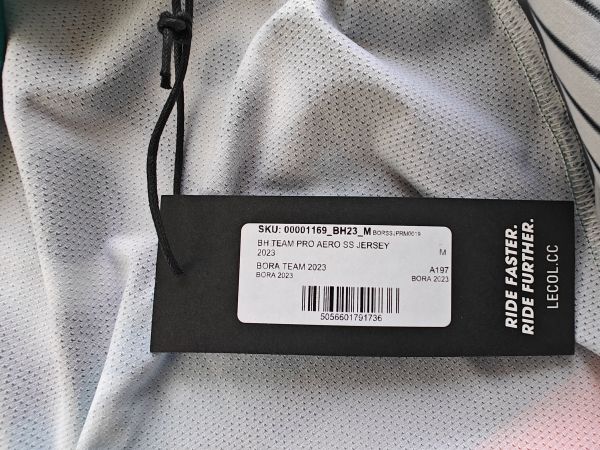 SKU: 00001169_BH23_M BORSSJPRM0019
BH TEAM PRO AERO SS JERSEY
2023 M
BORA TEAM 2023 A197
BORA 2023 BORA 2023
5056601791736
RIDE FASTER.
RIDE FURTHER.
LECOL.CC